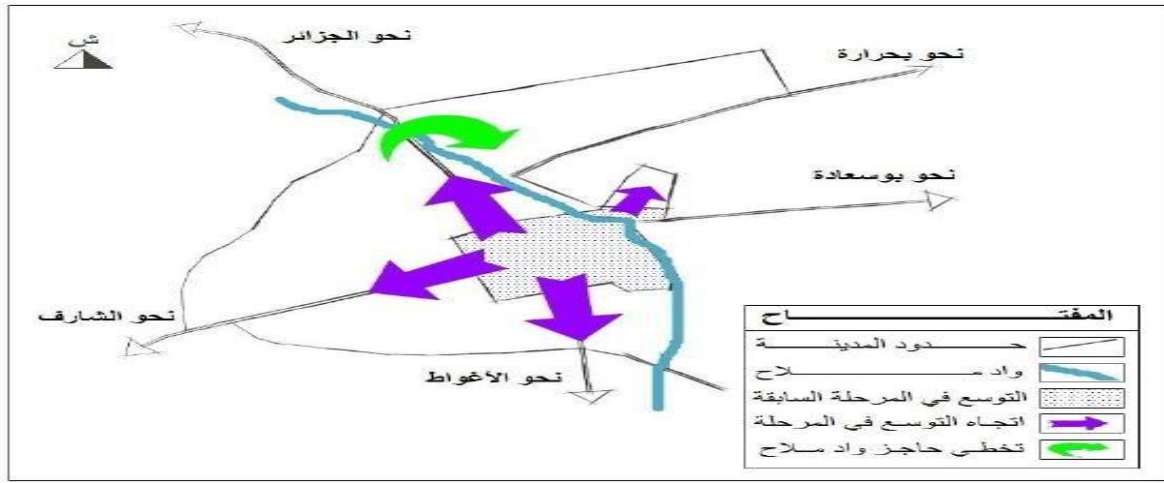 نحو الجزائر
ش
نحو بحرارة
نحو بوسعادة
نحو الشارف
نحو الأغواط
المفتاح
حدود المدينة
واد ملاح
التوسع في المرحلة السابقة
اتجاه التوسع في المرحلة
تخطي حاجز واد ملاح